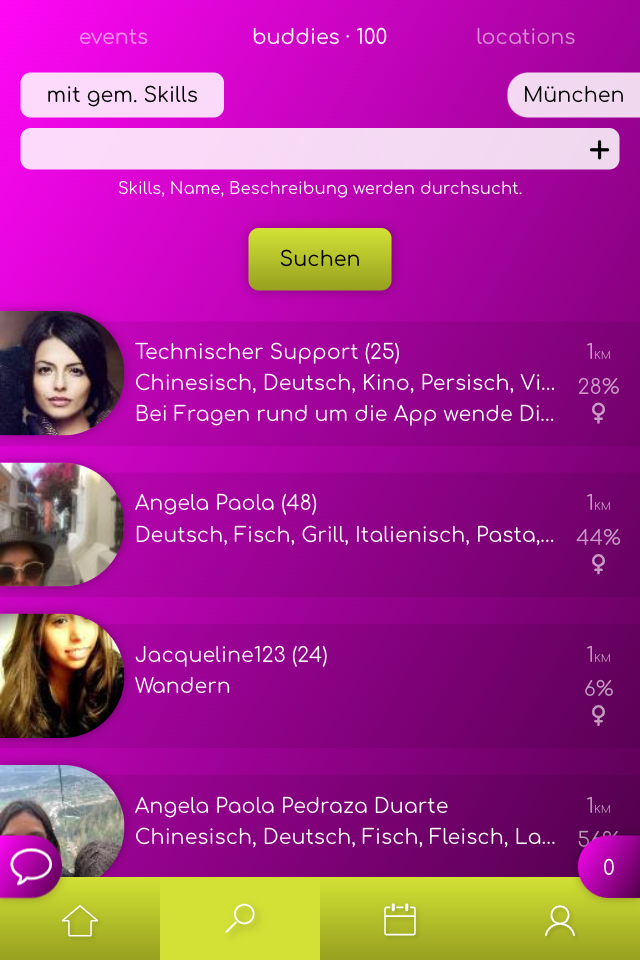 events
buddies · 100
locations
mit gem. Skills
München
Skills, Name, Beschreibung werden durchsucht.
Suchen
Technischer Support (25)
1KM
Chinesisch, Deutsch, Kino, Persisch, Vi...
28%
Bei Fragen rund um die App wende Di...
Angela Paola (48)
1KM
Deutsch, Fisch, Grill, Italienisch, Pasta,...
44%
Jacqueline123 (24)
1KM
Wandern
6%
Angela Paola Pedraza Duarte
1KM
Chinesisch, Deutsch, Fisch, Fleisch, La...
0